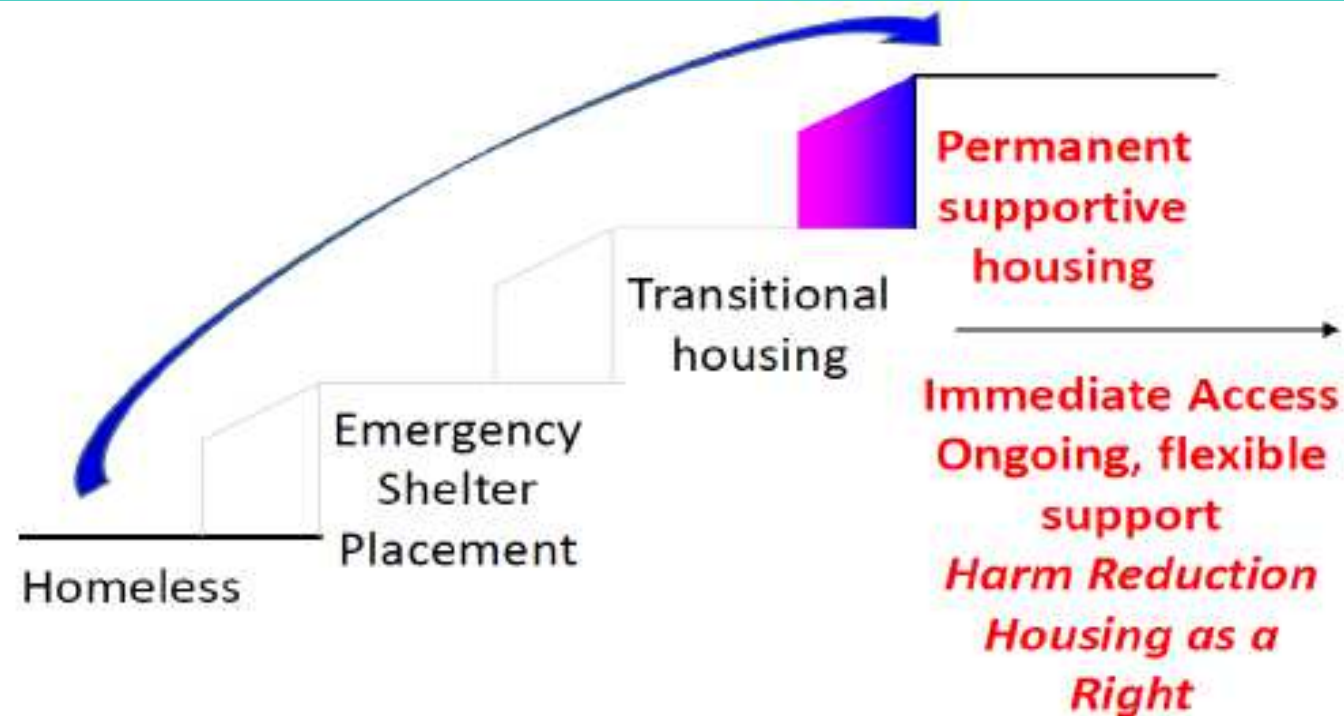 Homeless
Emergency
Shelter
Placement
Transitional
housing
Permanent
supportive
housing
Immediate Access
Ongoing, flexible
support
Harm Reduction
Housing as a
Right